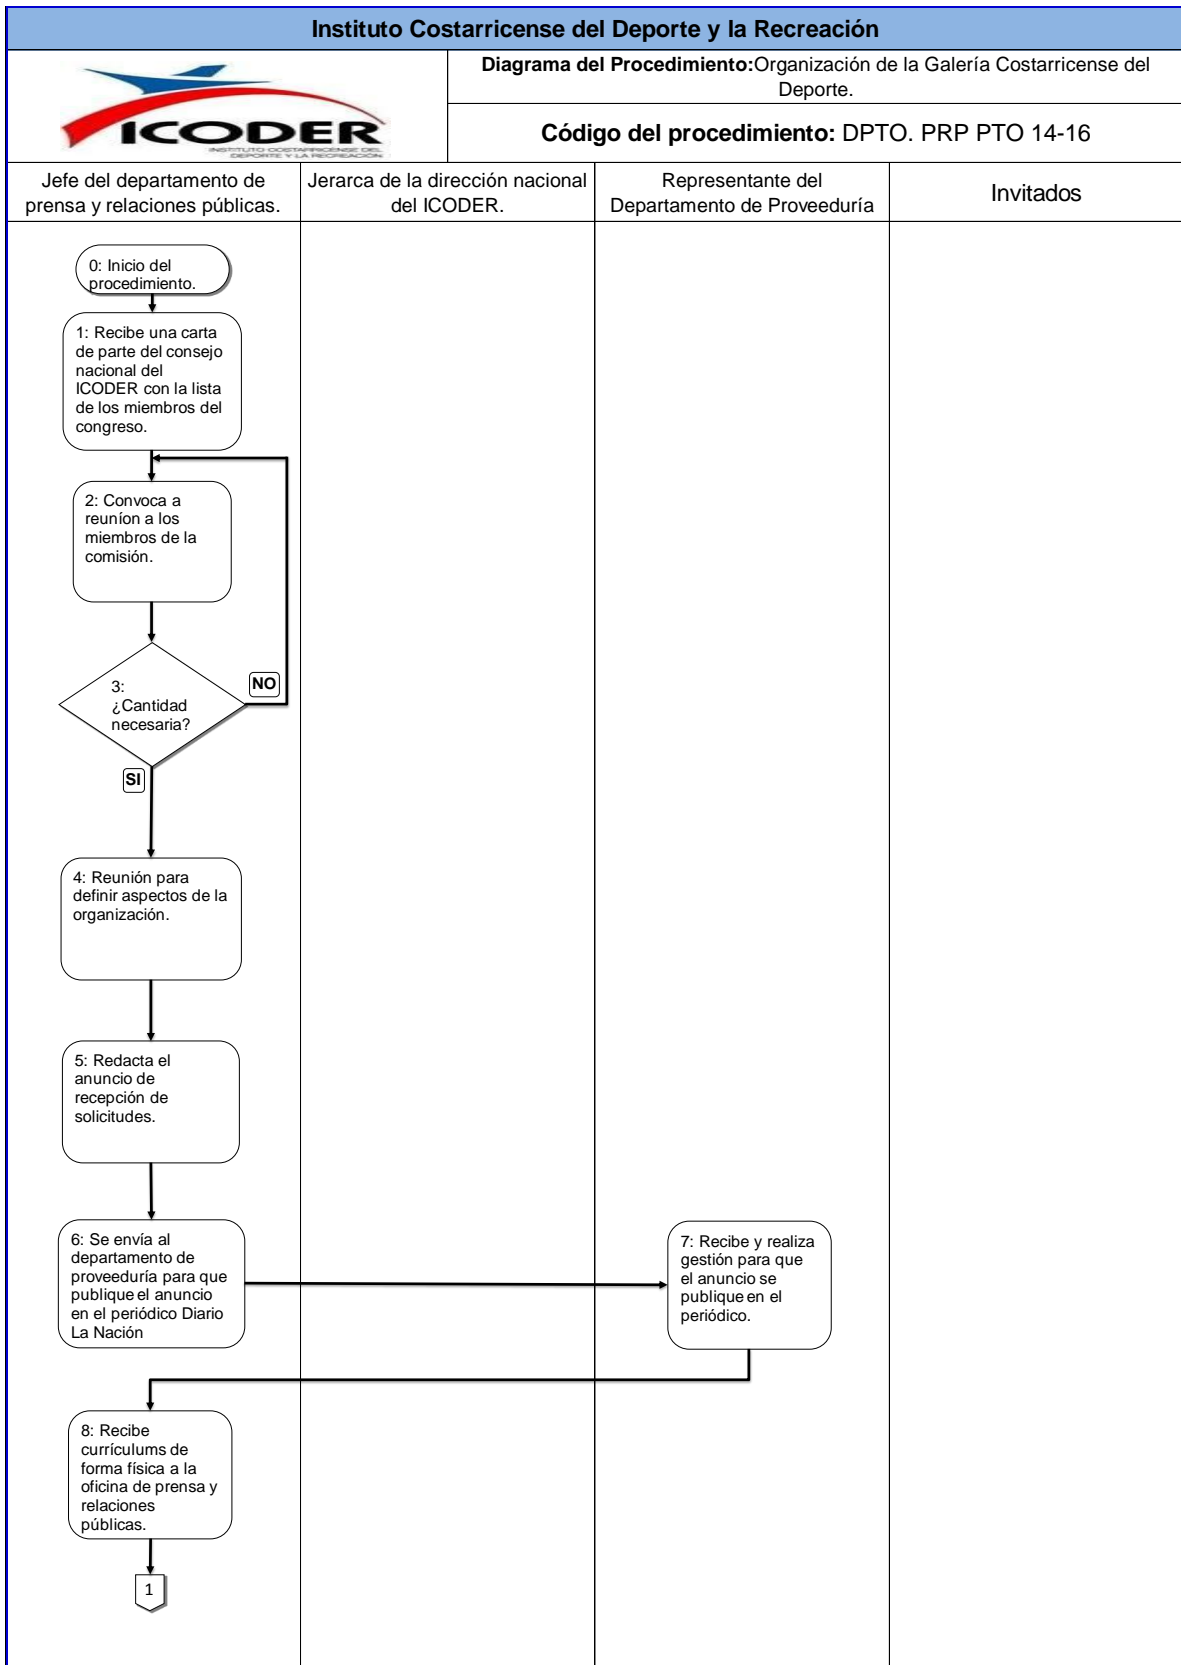 Instituto Costarricense del Deporte y la Recreación
ICODER
INSTITUTO COSTARRICENSE DEL
DEPORTE Y LA RECREACIÓN
Diagrama del Procedimiento:Organización de la Galería Costarricense del
Deporte.
Código del procedimiento: DPTO. PRP PTO 14-16
Jefe del departamento de
prensa y relaciones públicas.
Jerarca de la dirección nacional
del ICODER.
Representante del
Departamento de Proveeduría
Invitados
0: Inicio del
procedimiento.
1: Recibe una carta
de parte del consejo
nacional del
ICODER con la lista
de los miembros del
congreso.
2: Convoca a
reuníon a los
miembros de la
comisión.
3:
¿Cantidad
necesaria?
NO
SI
4: Reunión para
definir aspectos de la
organización.
5: Redacta el
anuncio de
recepción de
solicitudes.
6: Se envía al
departamento de
proveeduría para que
publique el anuncio
en el periódico Diario
La Nación
7: Recibe y realiza
gestión para que
el anuncio se
publique en el
periódico.
8: Recibe
currículums de
forma física a la
oficina de prensa y
relaciones
públicas.
1